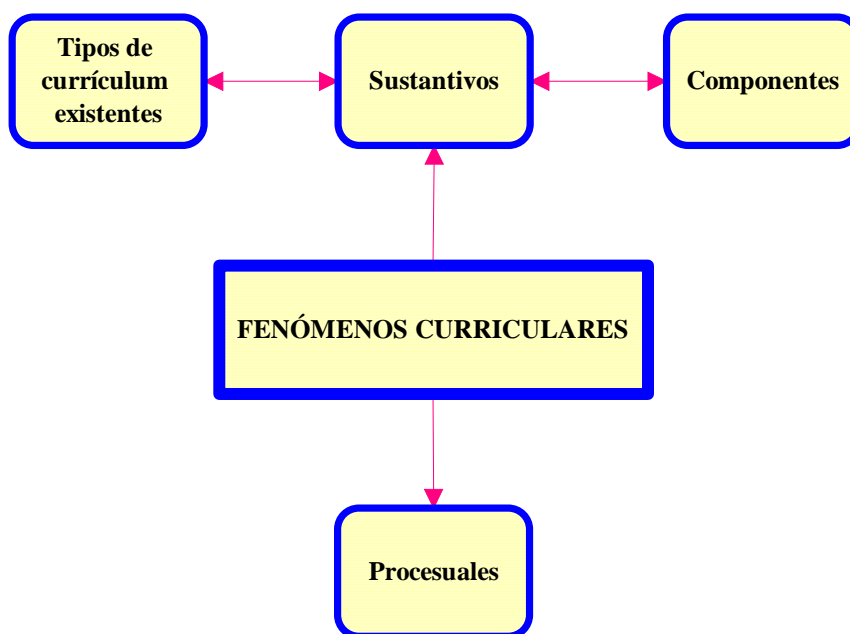 Tipos de
currículum
existentes
Sustantivos
Componentes
FENÓMENOS CURRICULARES
Procesuales